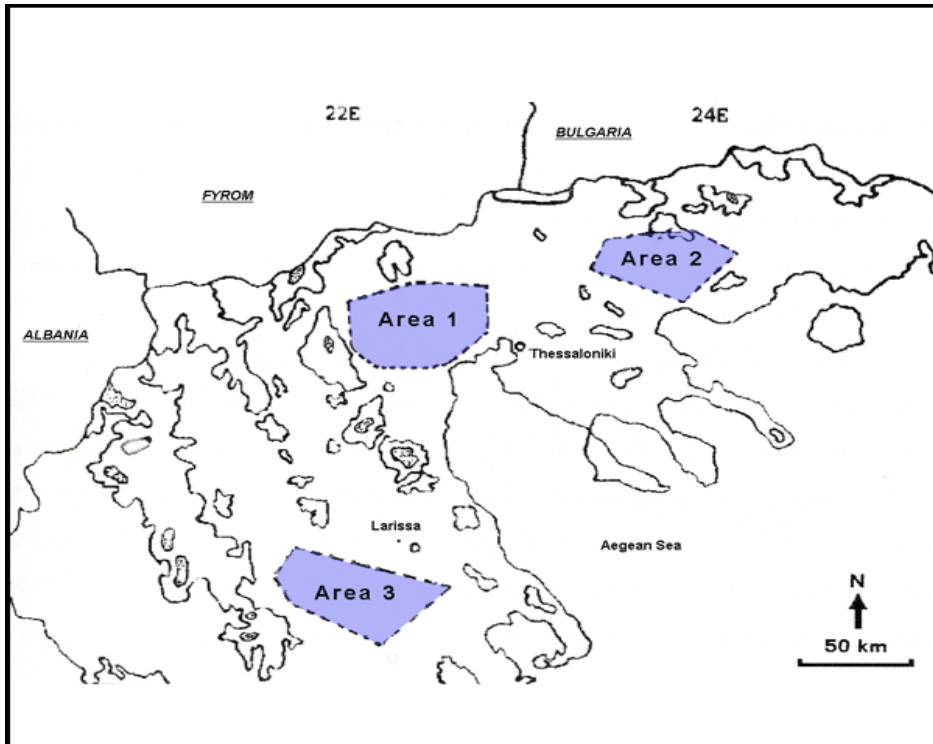 22E
24E
BULGARIA
FYROM
Area 2
Area 1
ALBANIA
Thessaloniki
Larissa
Aegean Sea
Area 3
N
50 km